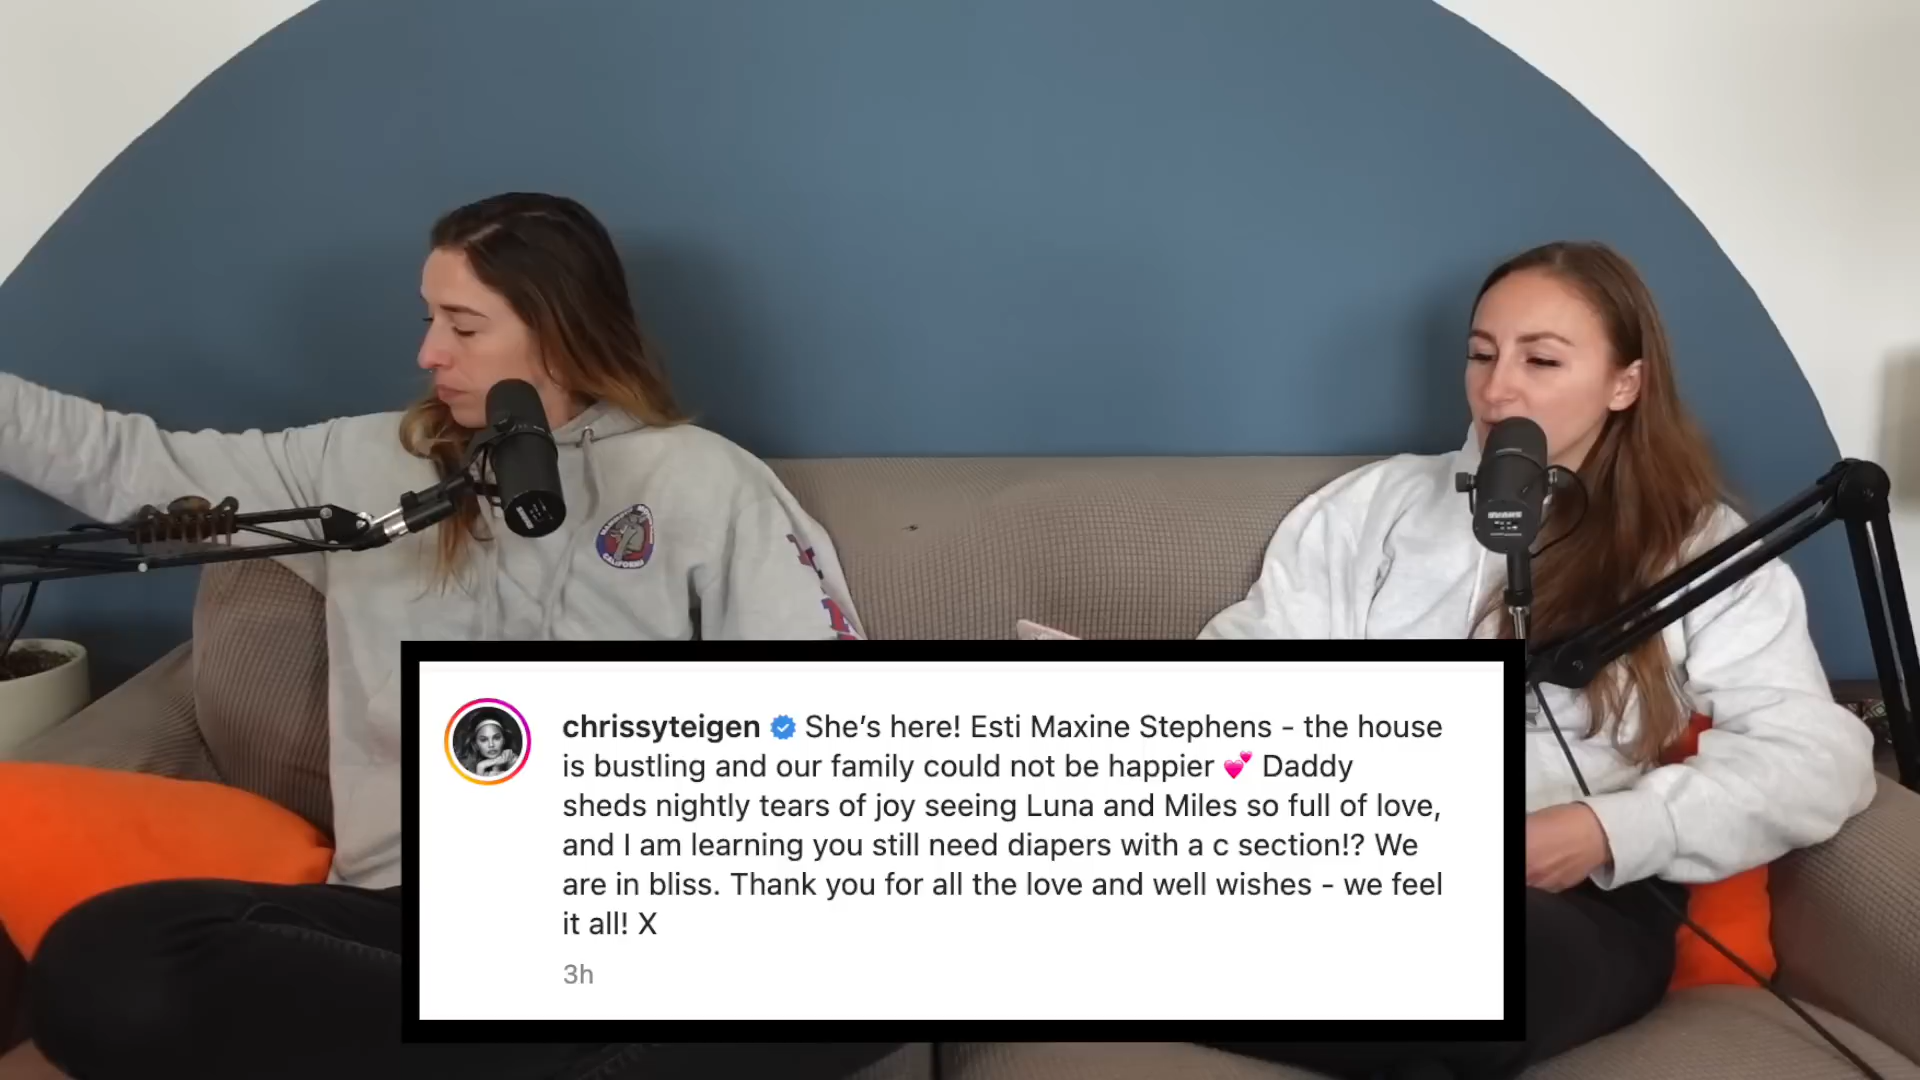 chrissyteigen She’s here! Esti Maxine Stephens - the house
is bustling and our family could not be happier 💕 Daddy
sheds nightly tears of joy seeing Luna and Miles so full of love,
and I am learning you still need diapers with a c section!? We
are in bliss. Thank you for all the love and well wishes - we feel
it all! X
3h
CALIFORNIA